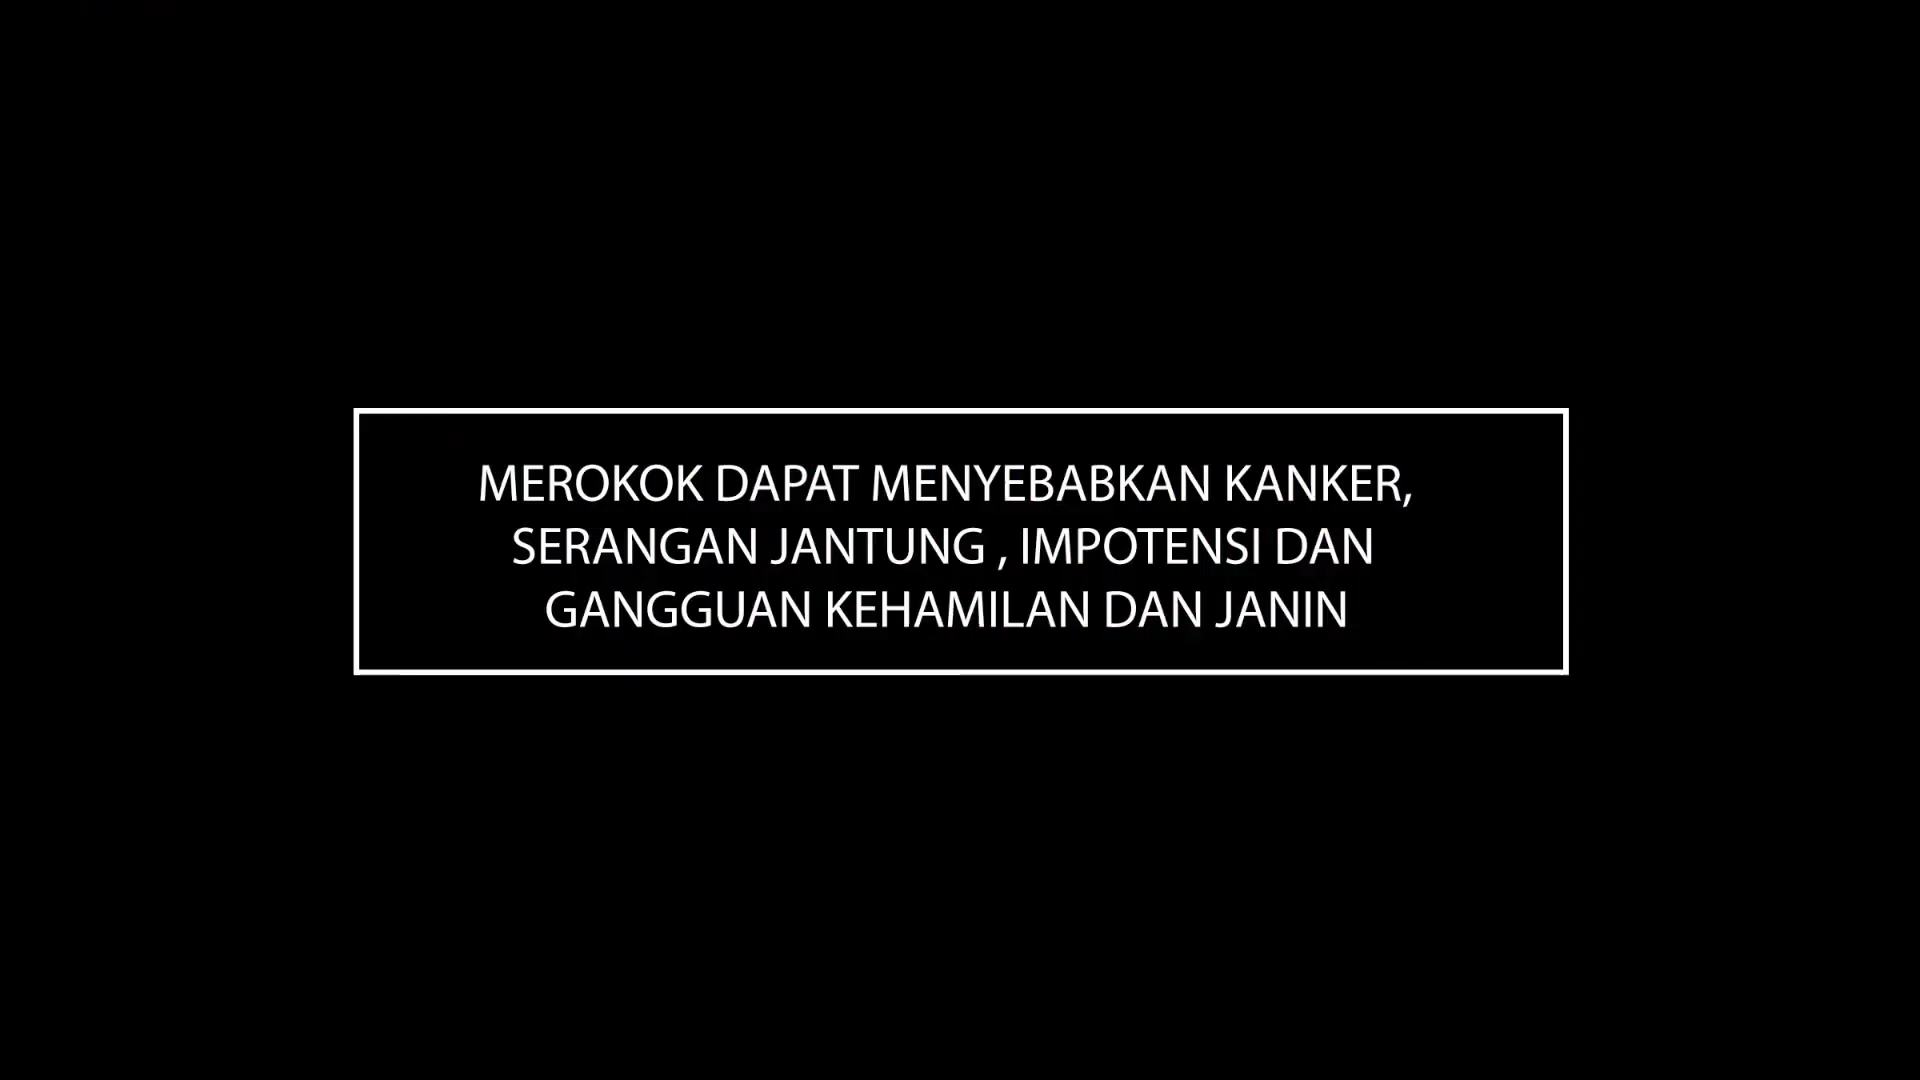 MEROKOK DAPAT MENYEBABKAN KANKER,
SERANGAN JANTUNG , IMPOTENSI DAN
GANGGUAN KEHAMILAN DAN JANIN